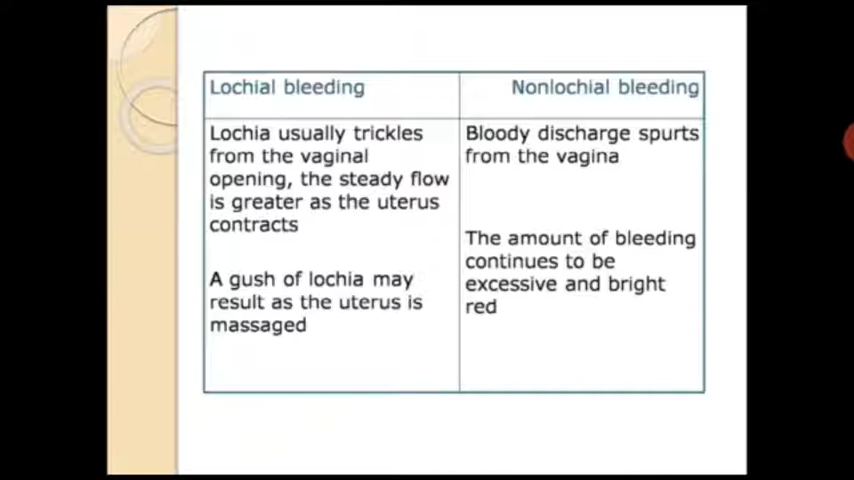 Lochial bleeding
Nonlochial bleeding
Lochia usually trickles
from the vaginal
opening, the steady flow
is greater as the uterus
contracts
A gush of lochia may
result as the uterus is
massaged
Bloody discharge spurts
from the vagina
The amount of bleeding
continues to be
excessive and bright
red